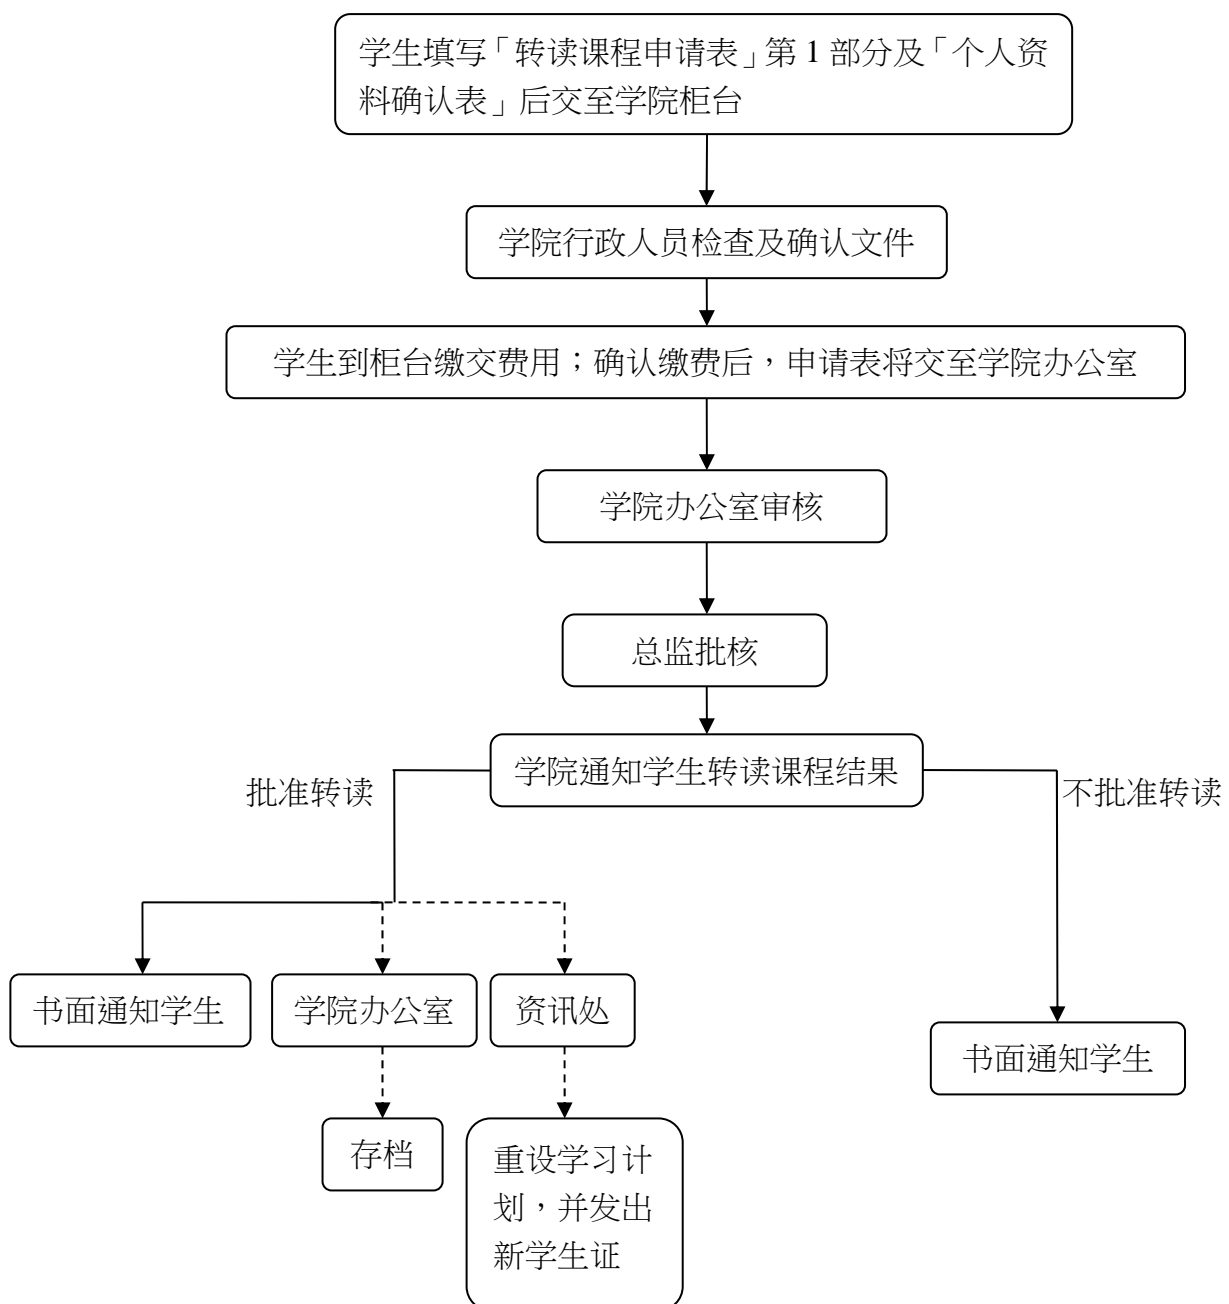 学生填写「转读课程申请表」第 1 部分及「个人资
料确认表」后交至学院柜台
学院行政人员检查及确认文件
学生到柜台缴交费用；确认缴费后，申请表将交至学院办公室
学院办公室审核
总监批核
学院通知学生转读课程结果
批准转读
不批准转读
书面通知学生
学院办公室
资讯处
书面通知学生
存档
重设学习计
划，并发出
新学生证